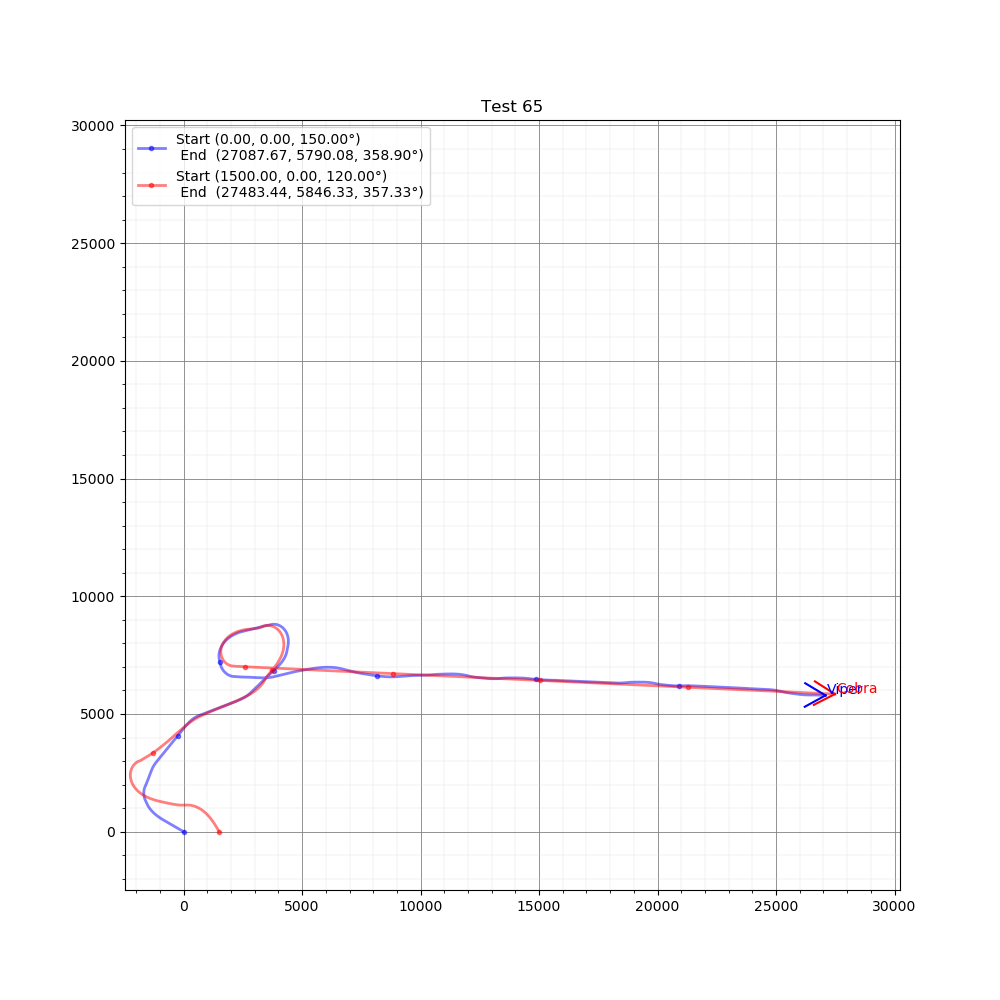 Test 65
30000
25000
20000
15000
10000
5000
0
Start (0.00, 0.00, 150.00°)
End (27087.67, 5790.08, 358.90°)
Start (1500.00, 0.00, 120.00°)
End (27483.44, 5846.33, 357.33°)
Viper
Cobra
0
5000
10000
15000
20000
25000
30000